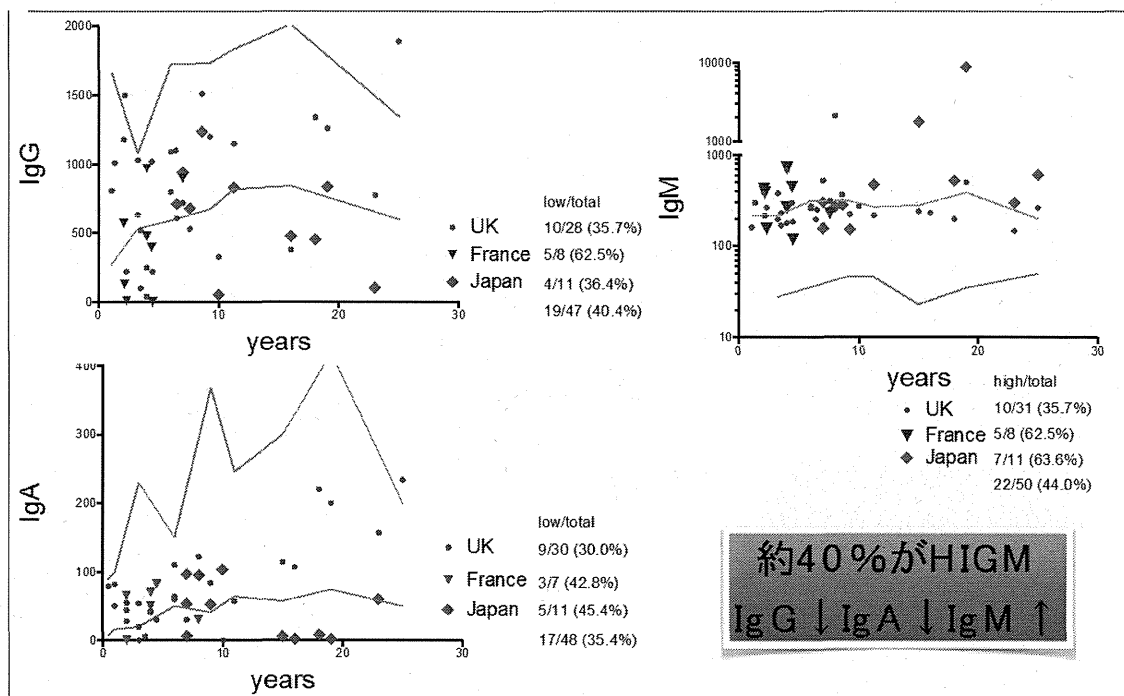 2000
1500
1000
500
0
IgG
0
10
20
30
years
low/total
UK 10/28 (35.7%)
France 5/8 (62.5%)
Japan 4/11 (36.4%)
19/47 (40.4%)
10000
1000
1000
100
10
IgM
0
10
20
30
years
high/total
UK 10/31 (35.7%)
France 5/8 (62.5%)
Japan 7/11 (63.6%)
22/50 (44.0%)
400
300
200
100
0
IgA
0
10
20
30
years
low/total
UK 9/30 (30.0%)
France 3/7 (42.8%)
Japan 5/11 (45.4%)
17/48 (35.4%)
約40%がHIGM
IgG↓IgA↓IgM↑